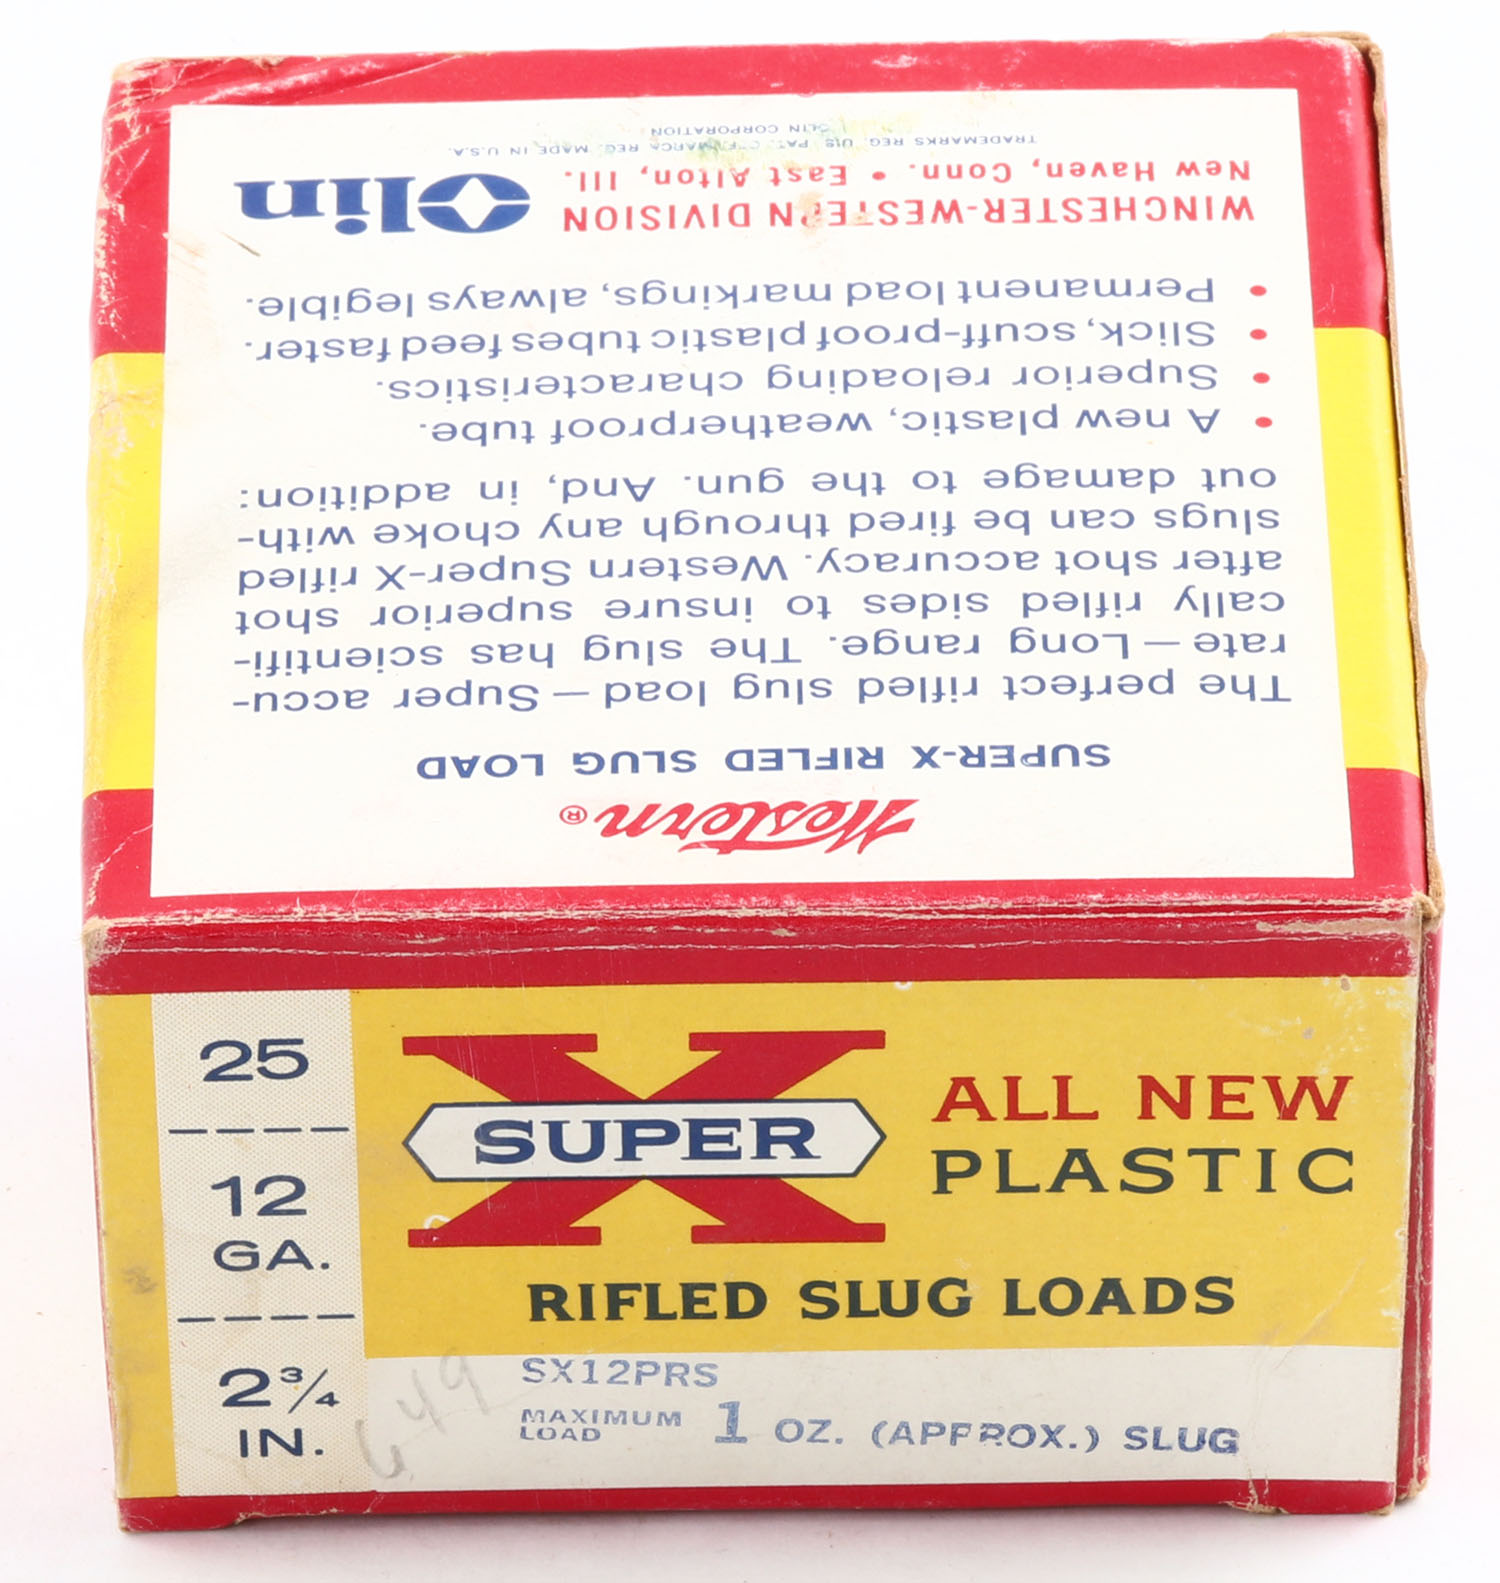 Western®
SUPER-X RIFLED SLUG LOAD
The perfect rifled slug load — Super accu-
rate — Long range. The slug has scientifi-
cally rifled sides to insure superior shot
after shot accuracy. Western Super-X rifled
slugs can be fired through any choke with-
out damage to the gun. And, in addition:
• A new plastic, weatherproof tube.
• Superior reloading characteristics.
• Slick, scuff-proof plastic tubes feed faster.
• Permanent load markings, always legible.
WINCHESTER-WESTERN DIVISION
New Haven, Conn. • East Alton, Ill.
Olin
TRADEMARKS REG. U.S. PAT. OFF. MARCA REG. MADE IN U.S.A.
OLIN CORPORATION
25
12
GA.
2 3/4
IN.
X
SUPER
ALL NEW
PLASTIC
RIFLED SLUG LOADS
SX12PRS
MAXIMUM
LOAD
1 OZ. (APPROX.) SLUG
649